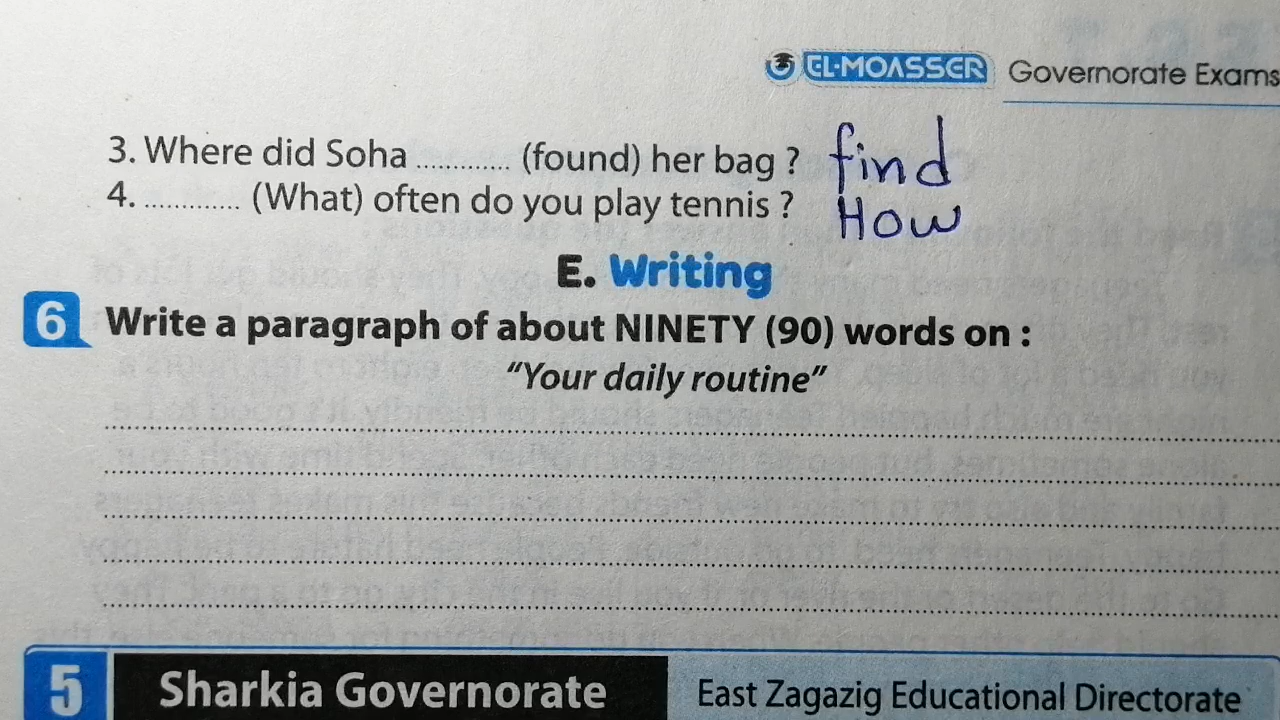 EL-MOASSER Governorate Exams
3. Where did Soha ............. (found) her bag ? find
4. ............. (What) often do you play tennis ? How
E. Writing
6 Write a paragraph of about NINETY (90) words on :
“Your daily routine”
5 Sharkia Governorate East Zagazig Educational Directorate